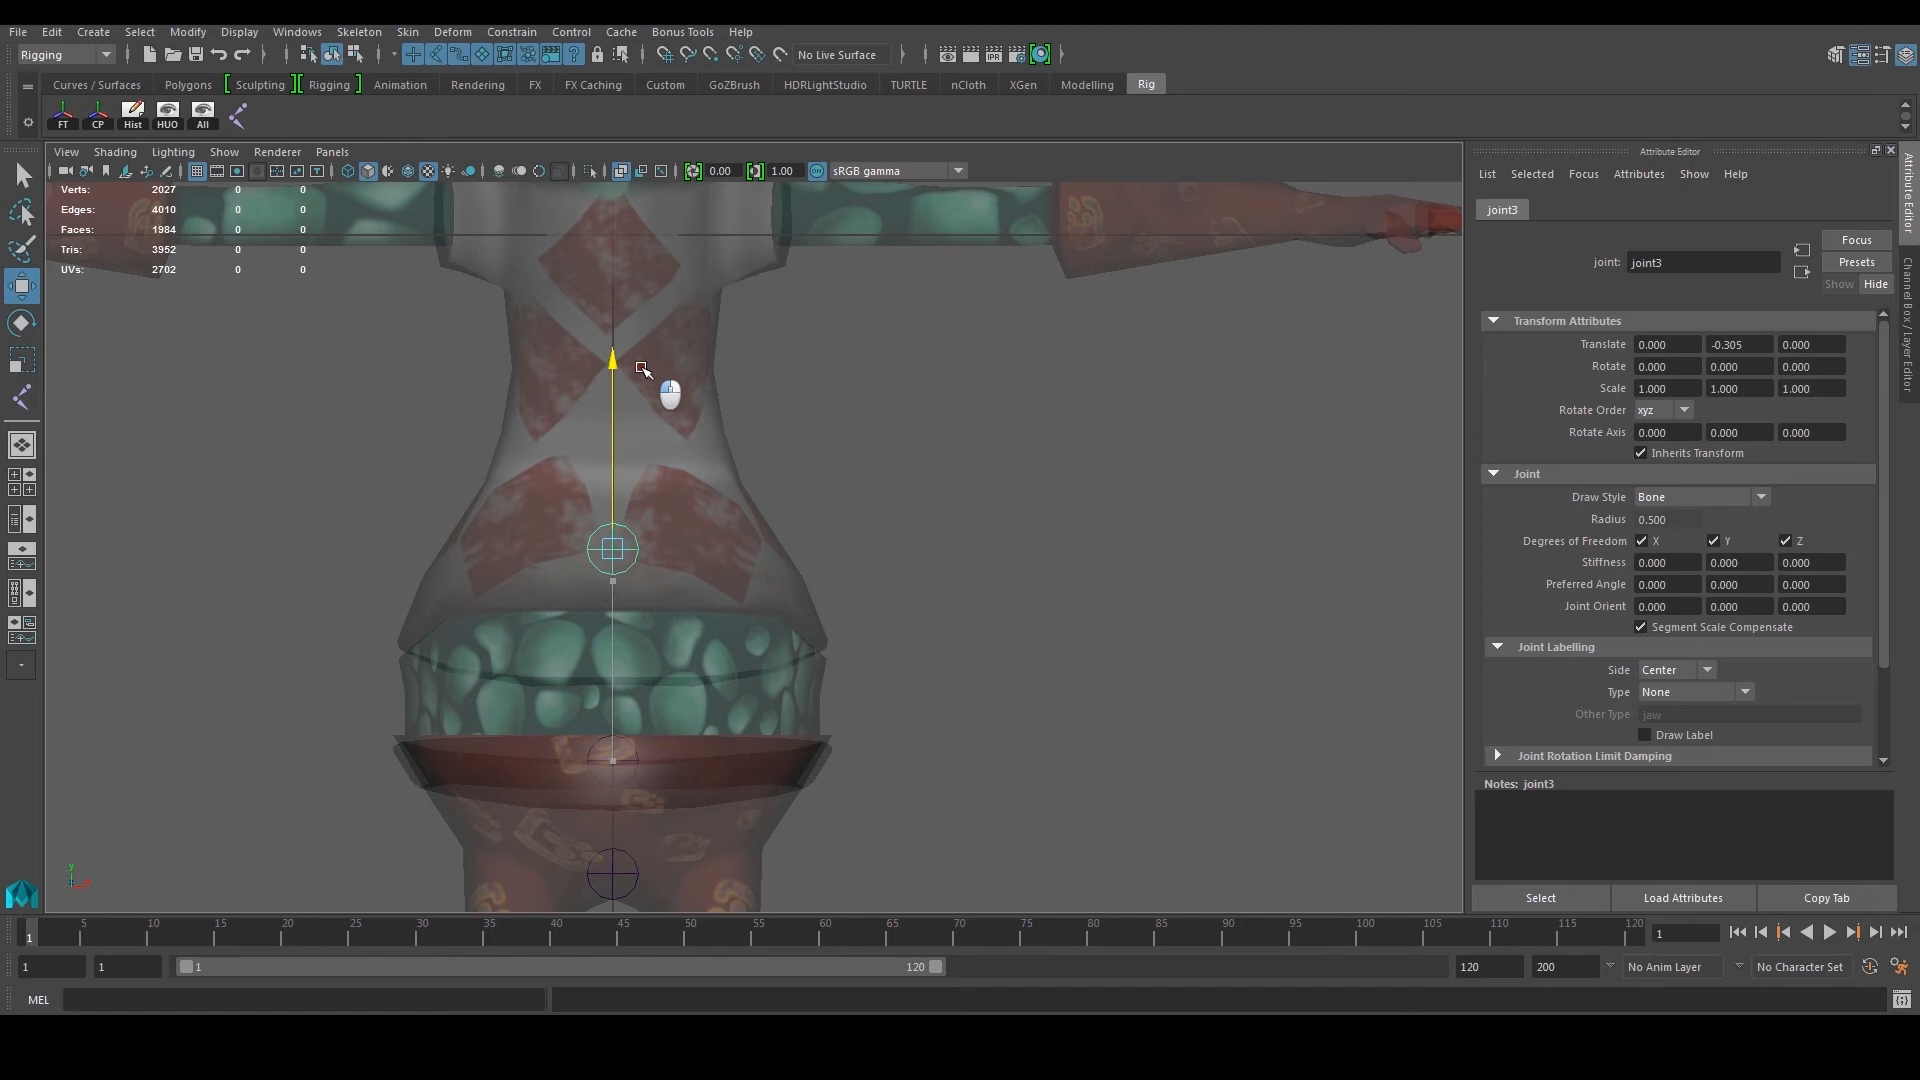 File Edit Create Select Modify Display Windows Skeleton Skin Deform Constrain Control Cache Bonus Tools Help
Rigging No Live Surface
Curves / Surfaces Polygons Sculpting Rigging Animation Rendering FX FX Caching Custom GoZBrush HDRLightStudio TURTLE nCloth XGen Modelling Rig
FT CP Hist HUO All
View Shading Lighting Show Renderer Panels
0.00 1.00 sRGB gamma
Verts: 2027 0 0
Edges: 4010 0 0
Faces: 1984 0 0
Tris: 3952 0 0
UVs: 2702 0 0
Attribute Editor
List Selected Focus Attributes Show Help
joint3
joint: joint3
Focus
Presets
Show Hide
Transform Attributes
Translate 0.000 -0.305 0.000
Rotate 0.000 0.000 0.000
Scale 1.000 1.000 1.000
Rotate Order xyz
Rotate Axis 0.000 0.000 0.000
Inherits Transform
Joint
Draw Style Bone
Radius 0.500
Degrees of Freedom X Y Z
Stiffness 0.000 0.000 0.000
Preferred Angle 0.000 0.000 0.000
Joint Orient 0.000 0.000 0.000
Segment Scale Compensate
Joint Labelling
Side Center
Type None
Other Type jaw
Draw Label
Joint Rotation Limit Damping
Notes: joint3
Select Load Attributes Copy Tab
Attribute Editor
Channel Box / Layer Editor
y
1 5 10 15 20 25 30 35 40 45 50 55 60 65 70 75 80 85 90 95 100 105 110 115 120 1
1 1 1 120 120 200 No Anim Layer No Character Set
MEL